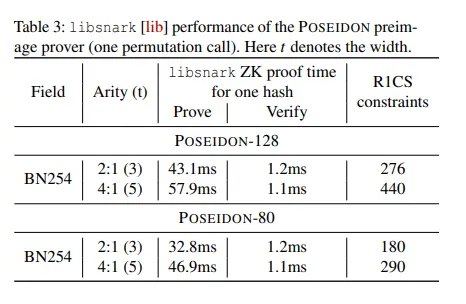 Table 3: libsnark [lib] performance of the POSEIDON preim-
age prover (one permutation call). Here t denotes the width.
Field Arity (t) libsnark ZK proof time for one hash R1CS constraints
Prove Verify
POSEIDON-128
BN254 2:1 (3) 43.1ms 1.2ms 276
4:1 (5) 57.9ms 1.1ms 440
POSEIDON-80
BN254 2:1 (3) 32.8ms 1.2ms 180
4:1 (5) 46.9ms 1.1ms 290